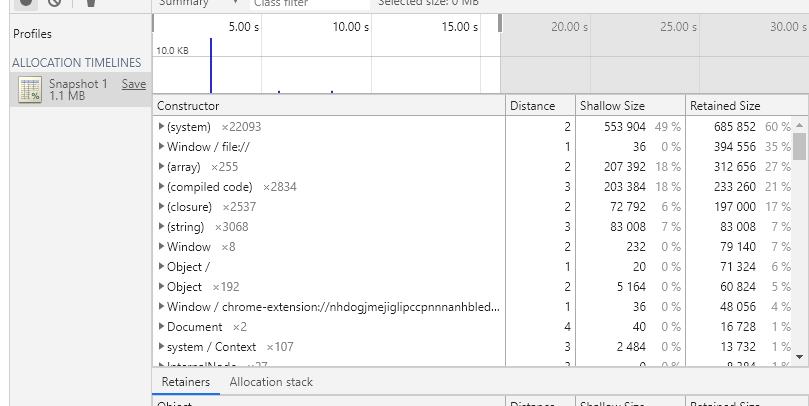 Summary ▼ Class filter Selected size: 0 MB
Profiles
5.00 s 10.00 s 15.00 s 20.00 s 25.00 s 30.00 s
10.0 KB
ALLOCATION TIMELINES
Snapshot 1 Save
1.1 MB
%
Constructor Distance Shallow Size Retained Size
(system) ×22093 2 553 904 49 % 685 852 60 %
Window / file:// 1 36 0 % 394 556 35 %
(array) ×255 2 207 392 18 % 312 656 27 %
(compiled code) ×2834 3 203 384 18 % 233 260 21 %
(closure) ×2537 2 72 792 6 % 197 000 17 %
(string) ×3068 3 83 008 7 % 83 008 7 %
Window ×8 2 232 0 % 79 140 7 %
Object / 1 20 0 % 71 324 6 %
Object ×192 2 5 164 0 % 60 824 5 %
Window / chrome-extension://nhdogjmejiglipccpnnnanhbled... 1 36 0 % 48 056 4 %
Document ×2 4 40 0 % 16 728 1 %
system / Context ×107 3 2 484 0 % 13 732 1 %
InternalNode ×27 3 0 0 % 8 384 1 %
Retainers Allocation stack
Object Distance Shallow Size Retained Size